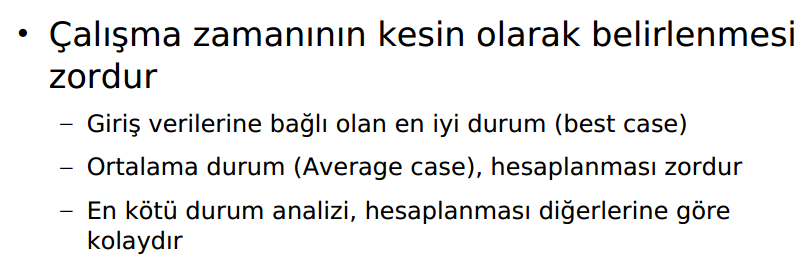 • Çalışma zamanının kesin olarak belirlenmesi
zordur
– Giriş verilerine bağlı olan en iyi durum (best case)
– Ortalama durum (Average case), hesaplanması zordur
– En kötü durum analizi, hesaplanması diğerlerine göre
kolaydır